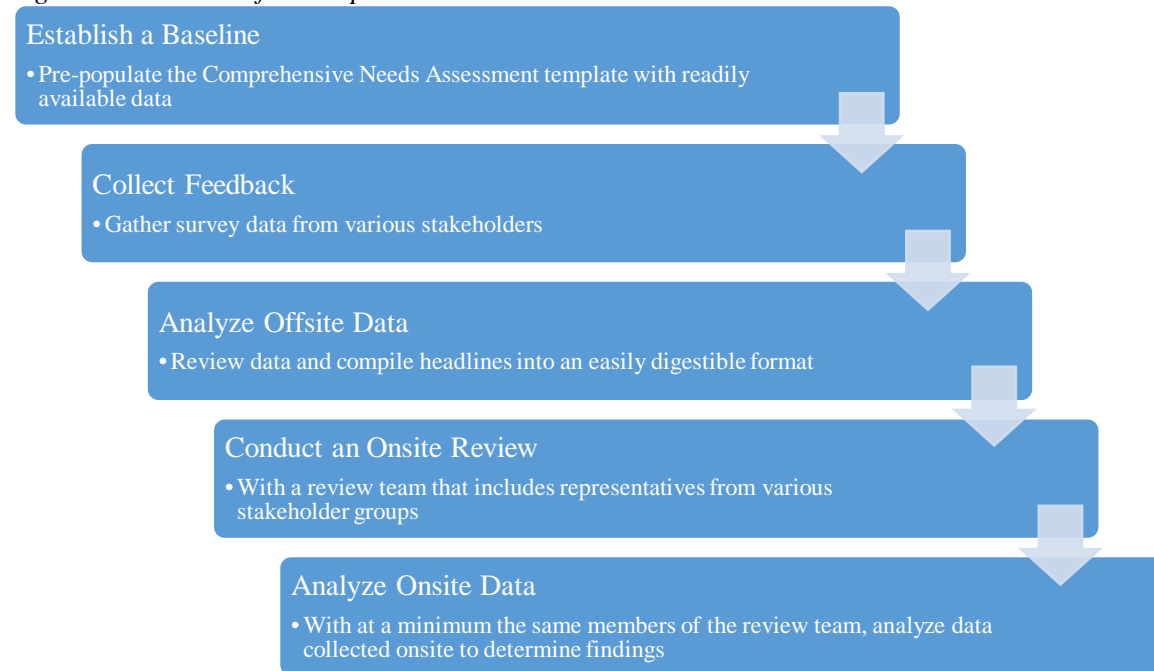 Establish a Baseline
• Pre-populate the Comprehensive Needs Assessment template with readily
available data
Collect Feedback
• Gather survey data from various stakeholders
Analyze Offsite Data
• Review data and compile headlines into an easily digestible format
Conduct an Onsite Review
• With a review team that includes representatives from various
stakeholder groups
Analyze Onsite Data
• With at a minimum the same members of the review team, analyze data
collected onsite to determine findings